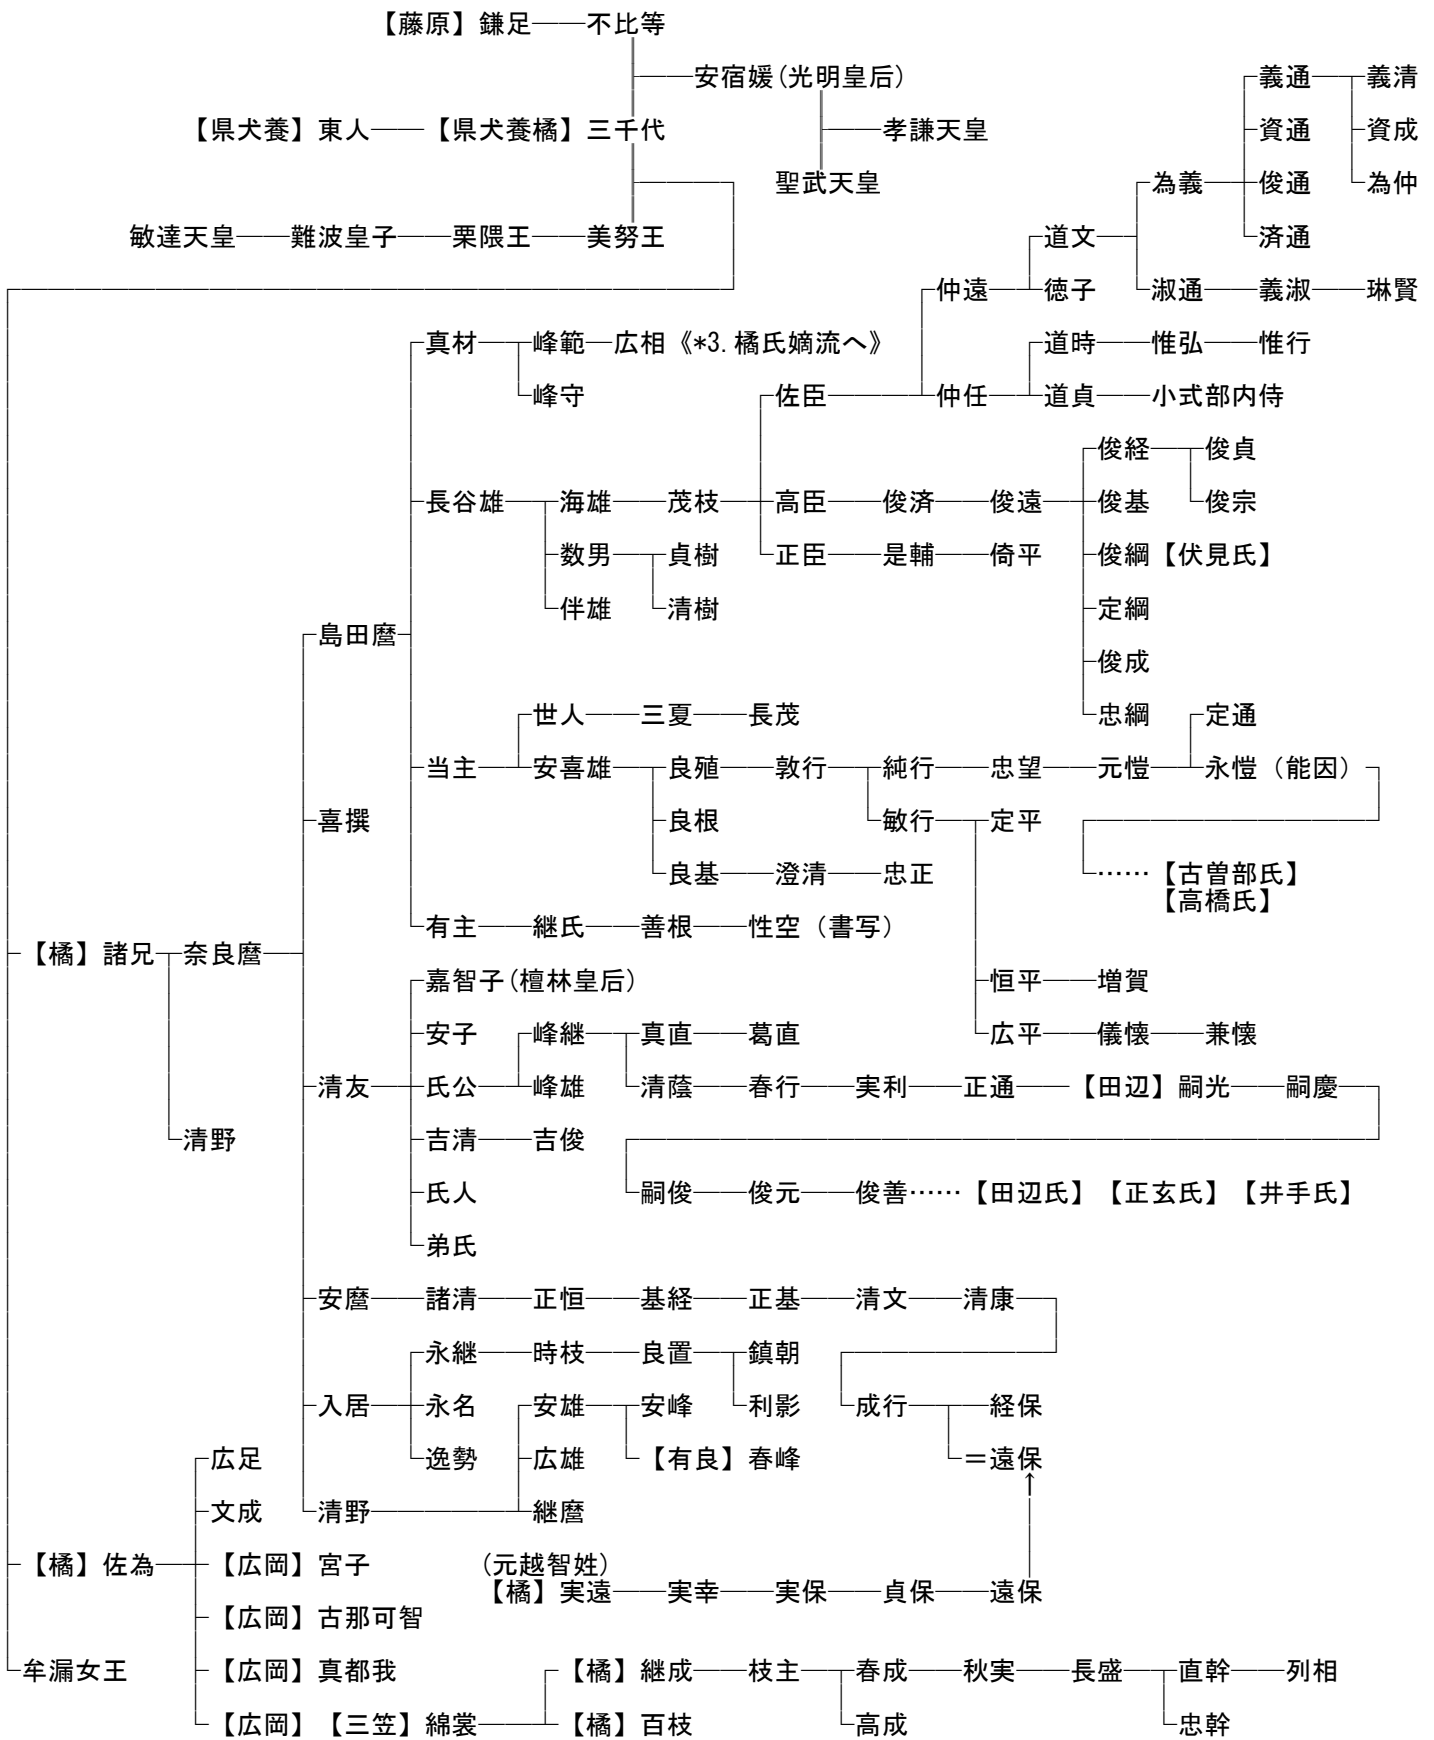 【藤原】鎌足――不比等
安宿媛(光明皇后) 義通 義清
【県犬養】東人――【県犬養橘】三千代 孝謙天皇 資通 資成
聖武天皇 為義 俊通 為仲
敏達天皇――難波皇子――栗隈王――美努王 道文 済通
仲遠 徳子 淑通――義淑――琳賢
真材 峰範―広相《*3.橘氏嫡流へ》 道時――惟弘――惟行
峰守 佐臣 仲任 道貞――小式部内侍
俊経 俊貞
長谷雄 海雄――茂枝 高臣――俊済――俊遠 俊基 俊宗
数男 貞樹 正臣――是輔――倚平 俊綱【伏見氏】
伴雄 清樹 定綱
島田麿
俊成
世人――三夏――長茂 忠綱 定通
当主 安喜雄 良殖――敦行 純行――忠望――元愷 永愷（能因）
喜撰 良根 敏行 定平
良基――澄清――忠正 ……【古曽部氏】
【高橋氏】
有主――継氏――善根――性空（書写）
【橘】諸兄 奈良麿
嘉智子(檀林皇后) 恒平――増賀
安子 峰継 真直――葛直 広平――儀懐――兼懐
清友 氏公 峰雄 清蔭――春行――実利――正通――【田辺】嗣光――嗣慶
清野 吉清――吉俊
氏人 嗣俊――俊元――俊善……【田辺氏】【正玄氏】【井手氏】
弟氏
安麿――諸清――正恒――基経――正基――清文――清康
永継――時枝――良置 鎮朝
入居 永名 安雄 安峰 利影 成行 経保
広足 逸勢 広雄 【有良】春峰 ＝遠保
↑
文成 清野 継麿
【橘】佐為 【広岡】宮子 (元越智姓)
【橘】実遠――実幸――実保――貞保――遠保
【広岡】古那可智
牟漏女王 【広岡】真都我 【橘】継成――枝主 春成――秋実――長盛 直幹――列相
【広岡】【三笠】綿裳 【橘】百枝 高成 忠幹